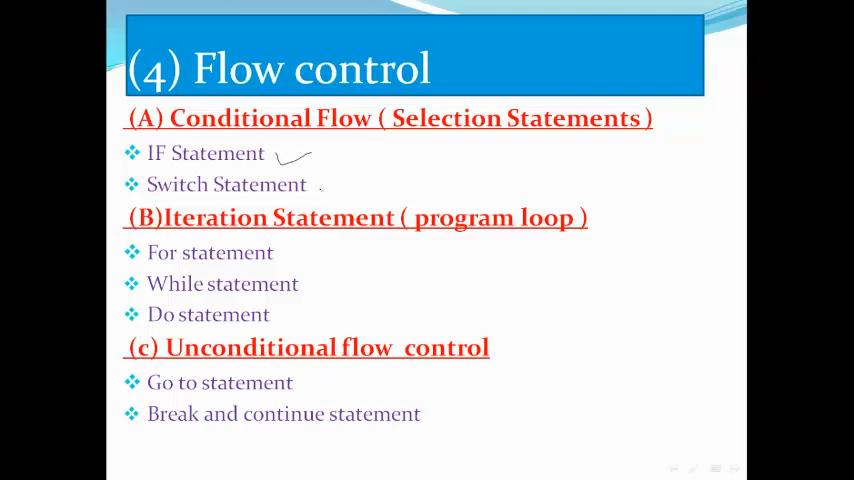 (4) Flow control
(A) Conditional Flow ( Selection Statements )
IF Statement
Switch Statement
(B)Iteration Statement ( program loop )
For statement
While statement
Do statement
(c) Unconditional flow control
Go to statement
Break and continue statement